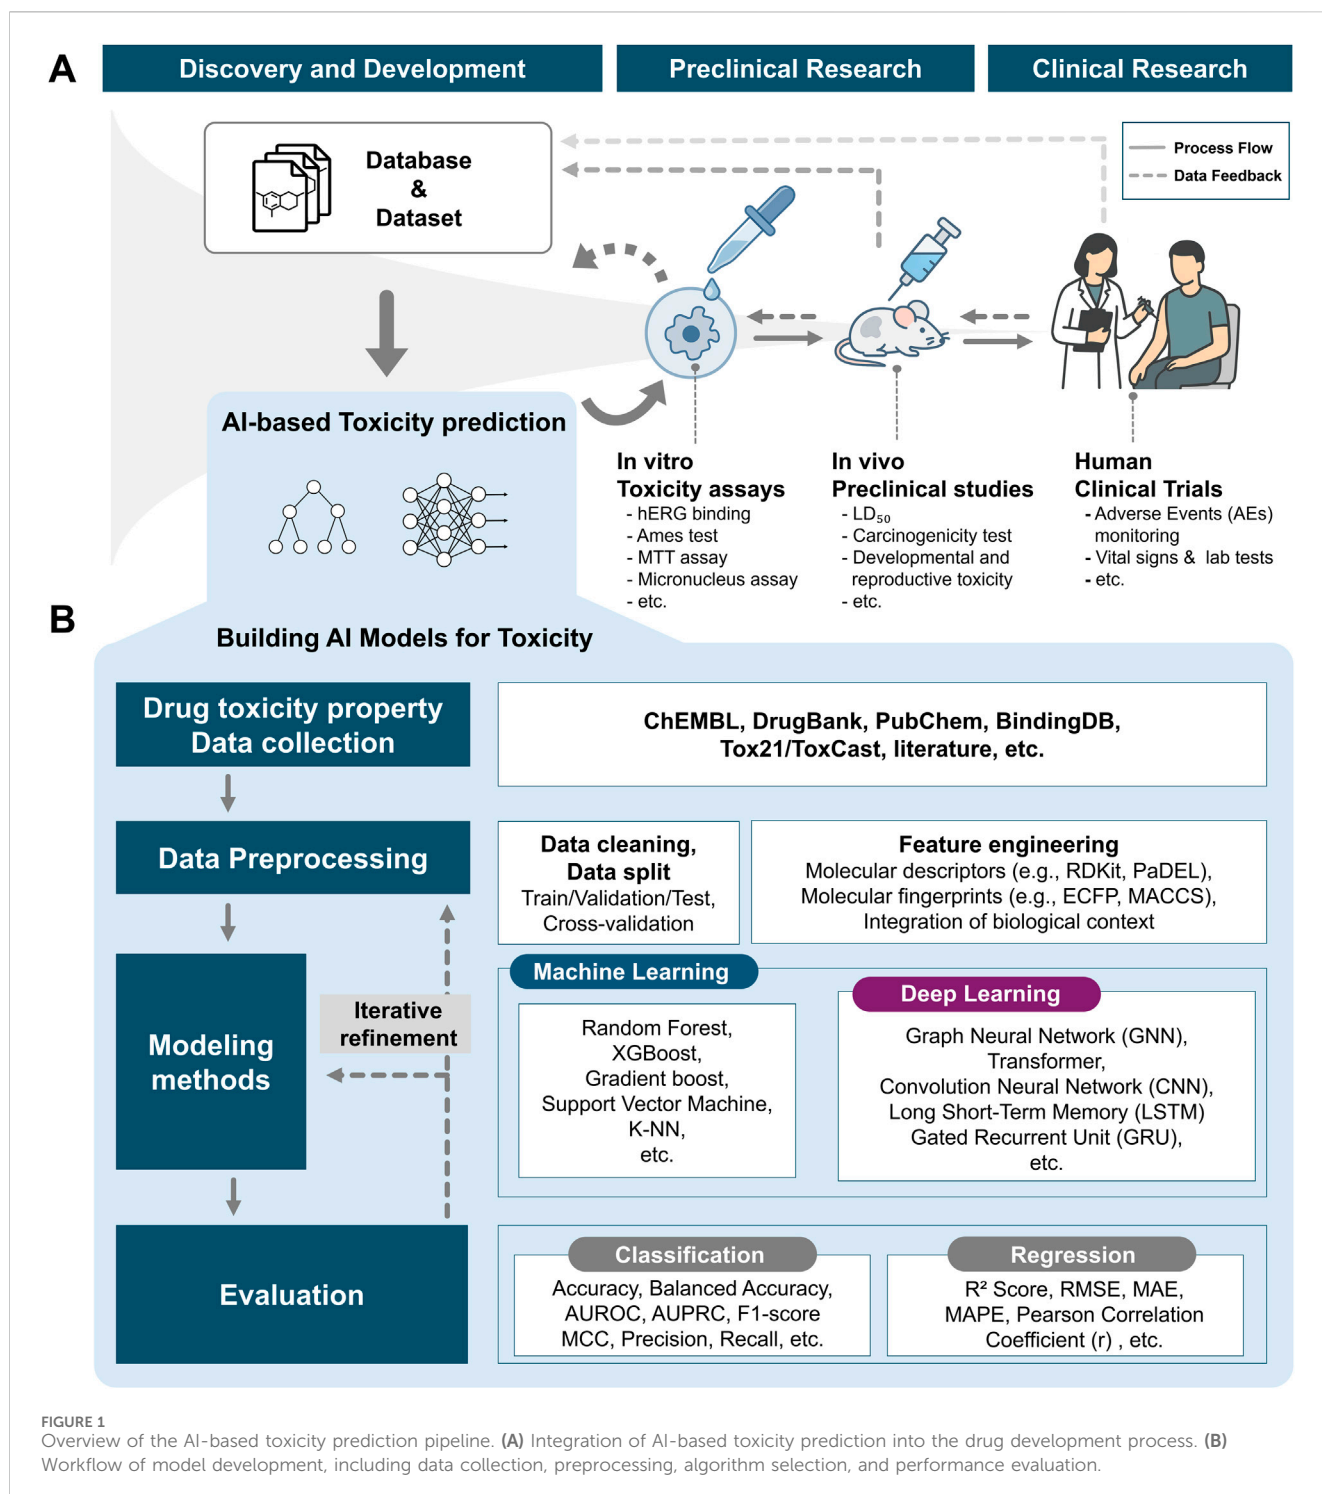 A
Discovery and Development
Preclinical Research
Clinical Research
Process Flow
Data Feedback
Database
&
Dataset
AI-based Toxicity prediction
In vitro
Toxicity assays
- hERG binding
- Ames test
- MTT assay
- Micronucleus assay
- etc.
In vivo
Preclinical studies
- LD₅₀
- Carcinogenicity test
- Developmental and
reproductive toxicity
- etc.
Human
Clinical Trials
- Adverse Events (AEs)
monitoring
- Vital signs & lab tests
- etc.
B
Building AI Models for Toxicity
Drug toxicity property
Data collection
ChEMBL, DrugBank, PubChem, BindingDB,
Tox21/ToxCast, literature, etc.
Data Preprocessing
Data cleaning,
Data split
Train/Validation/Test,
Cross-validation
Feature engineering
Molecular descriptors (e.g., RDKit, PaDEL),
Molecular fingerprints (e.g., ECFP, MACCS),
Integration of biological context
Modeling
methods
Iterative
refinement
Machine Learning
Random Forest,
XGBoost,
Gradient boost,
Support Vector Machine,
K-NN,
etc.
Deep Learning
Graph Neural Network (GNN),
Transformer,
Convolution Neural Network (CNN),
Long Short-Term Memory (LSTM)
Gated Recurrent Unit (GRU),
etc.
Evaluation
Classification
Accuracy, Balanced Accuracy,
AUROC, AUPRC, F1-score
MCC, Precision, Recall, etc.
Regression
R² Score, RMSE, MAE,
MAPE, Pearson Correlation
Coefficient (r) , etc.
FIGURE 1
Overview of the AI-based toxicity prediction pipeline. (A) Integration of AI-based toxicity prediction into the drug development process. (B)
Workflow of model development, including data collection, preprocessing, algorithm selection, and performance evaluation.